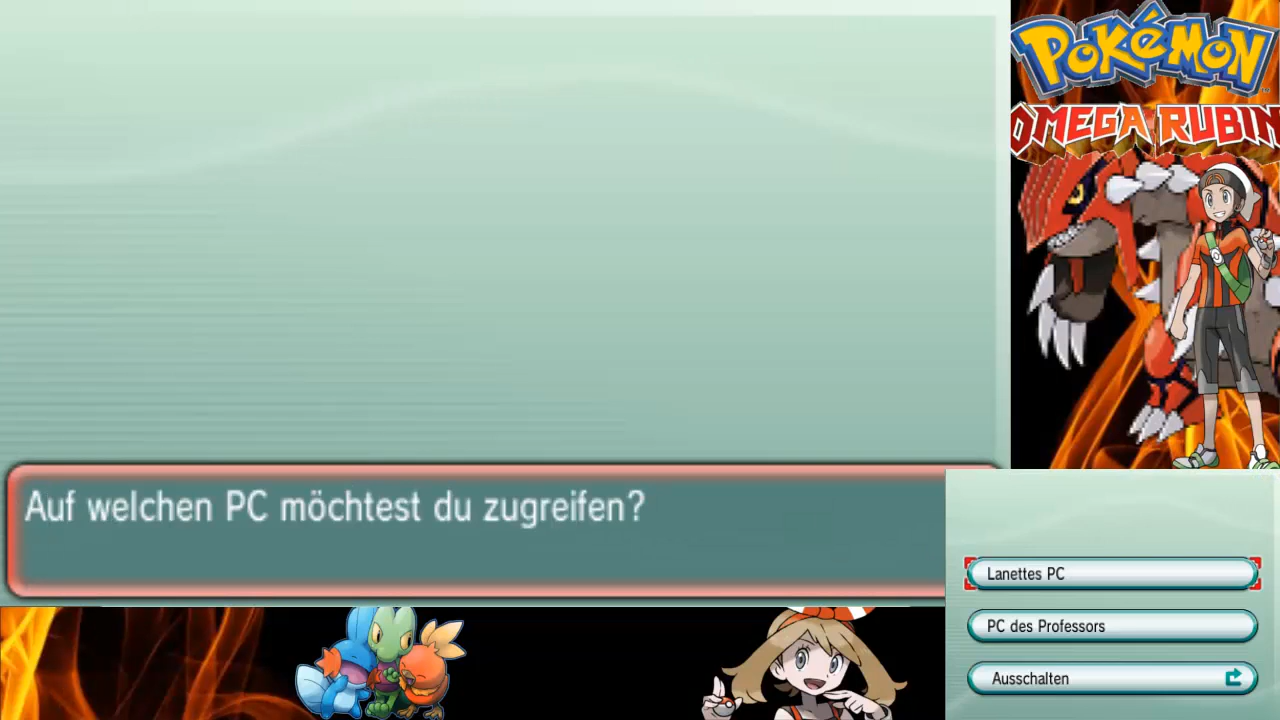 POKéMON
OMEGA RUBIN
Auf welchen PC möchtest du zugreifen?
Lanettes PC
PC des Professors
Ausschalten